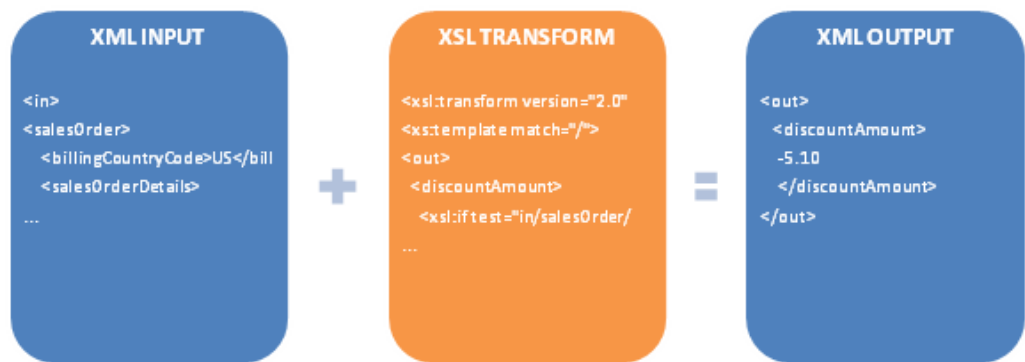 XML INPUT
<in>
<salesOrder>
<billingCountryCode>US</bill
<salesOrderDetails>
...
+
XSL TRANSFORM
<xsl:transform version="2.0"
<xs:template match="/">
<out>
<discountAmount>
<xsl:if test="in/salesOrder/
...
=
XML OUTPUT
<out>
<discountAmount>
-5.10
</discountAmount>
</out>